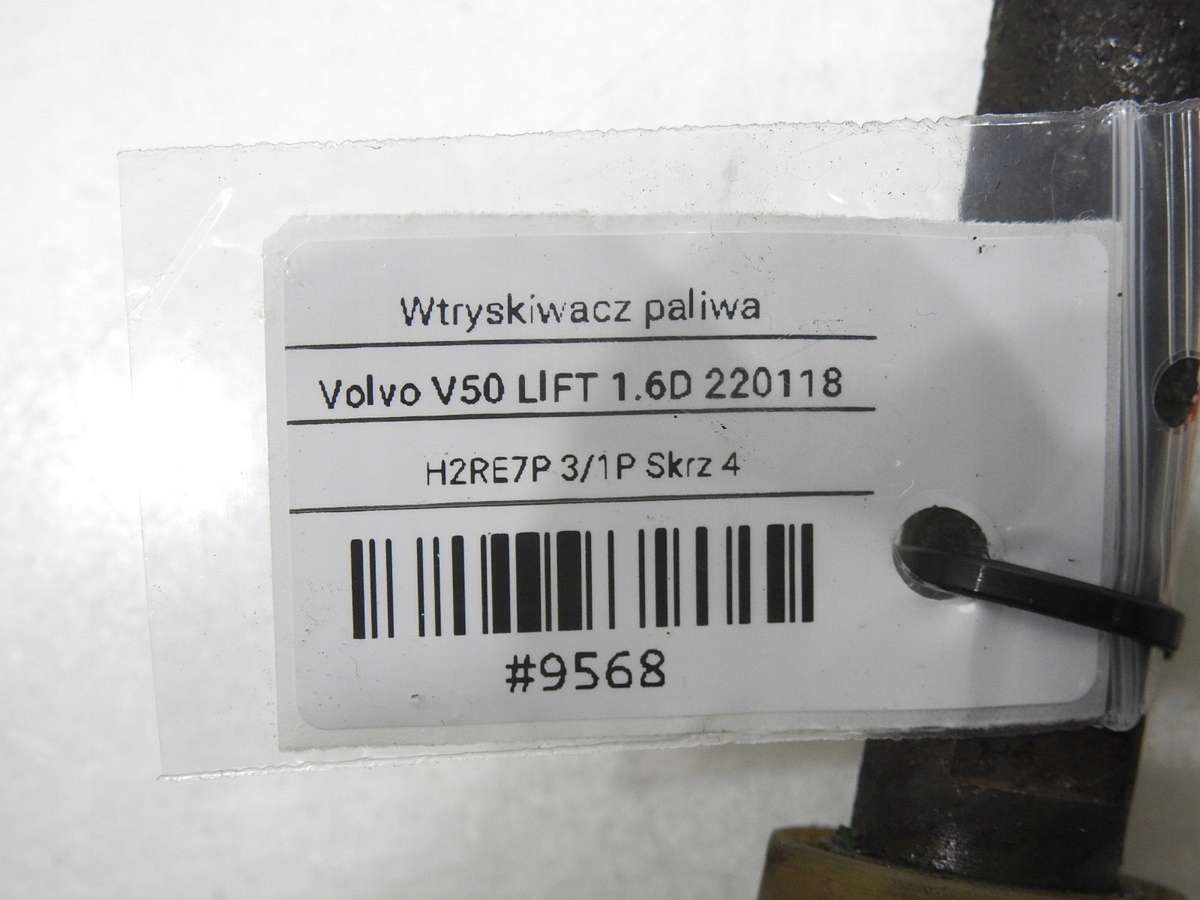 Wtryskiwacz paliwa
Volvo V50 LIFT 1.6D 220118
H2RE7P 3/1P Skrz 4
#9568